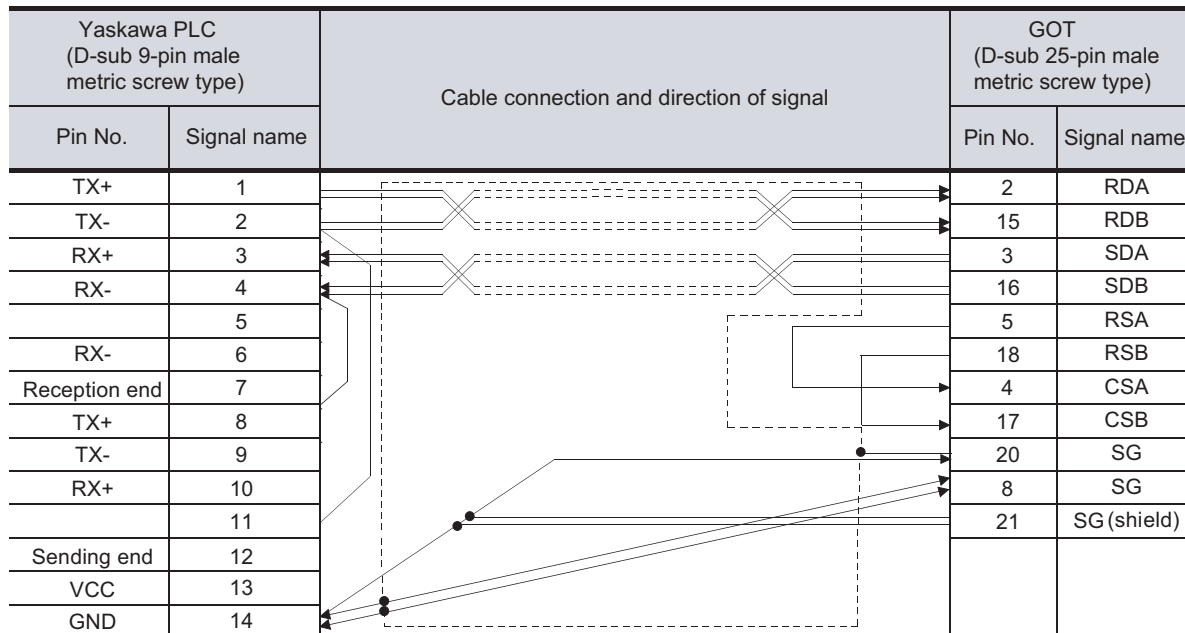 Yaskawa PLC
(D-sub 9-pin male
metric screw type)
Cable connection and direction of signal
GOT
(D-sub 25-pin male
metric screw type)
Pin No. Signal name Pin No. Signal name
TX+ 1 2 RDA
TX- 2 15 RDB
RX+ 3 3 SDA
RX- 4 16 SDB
5 5 RSA
RX- 6 18 RSB
Reception end 7 4 CSA
TX+ 8 17 CSB
TX- 9 20 SG
RX+ 10 8 SG
11 21 SG (shield)
Sending end 12
VCC 13
GND 14